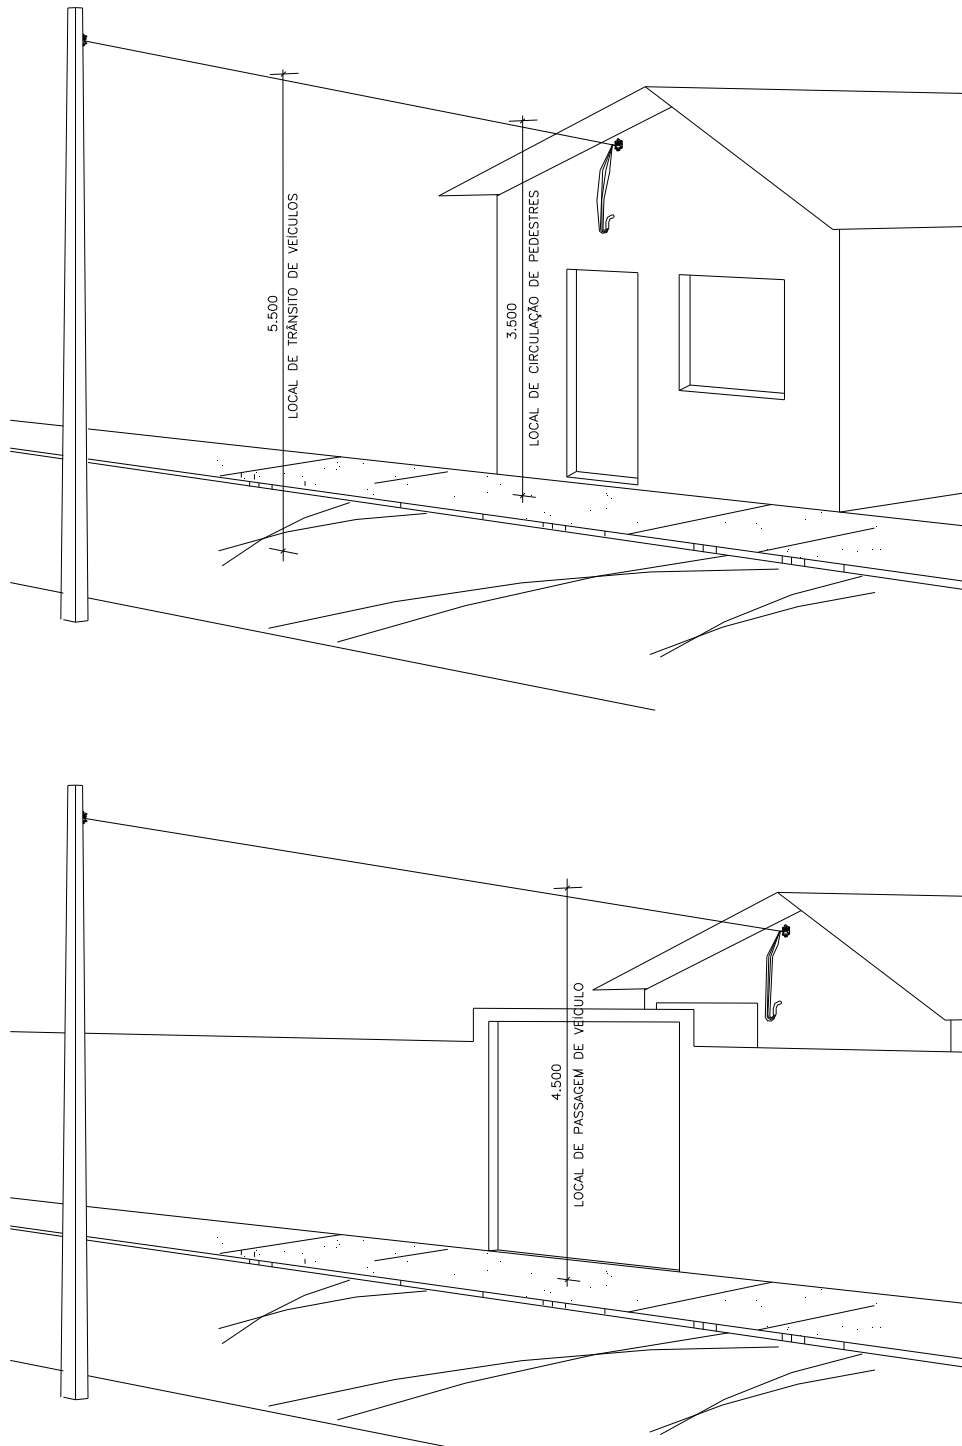 5.500
LOCAL DE TRÂNSITO DE VEÍCULOS
3.500
LOCAL DE CIRCULAÇÃO DE PEDESTRES
4.500
LOCAL DE PASSAGEM DE VEÍCULO